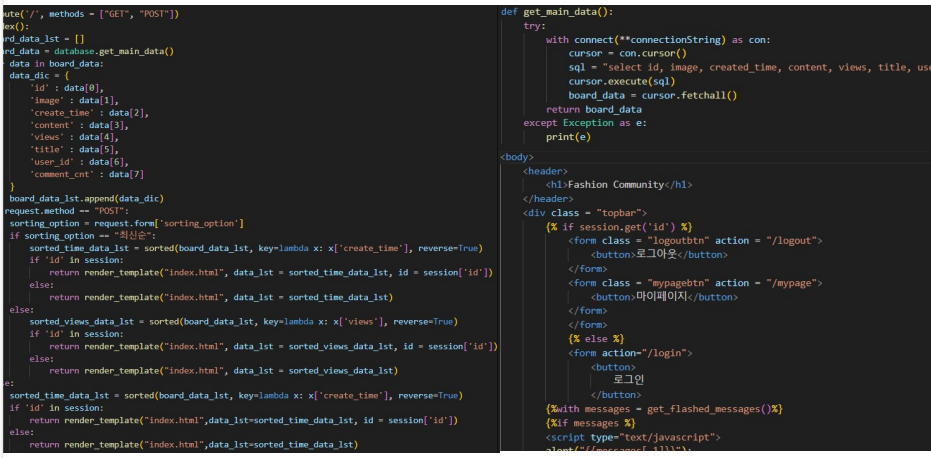 ute('/', methods = ["GET", "POST"])
ex():
rd_data_lst = []
rd_data = database.get_main_data()
data in board_data:
data_dic = {
'id' : data[0],
'image' : data[1],
'create_time' : data[2],
'content' : data[3],
'views' : data[4],
'title' : data[5],
'user_id' : data[6],
'comment_cnt' : data[7]
}
board_data_lst.append(data_dic)
request.method == "POST":
sorting_option = request.form['sorting_option']
if sorting_option == "최신순":
sorted_time_data_lst = sorted(board_data_lst, key=lambda x: x['create_time'], reverse=True)
if 'id' in session:
return render_template("index.html", data_lst = sorted_time_data_lst, id = session['id'])
else:
return render_template("index.html", data_lst = sorted_time_data_lst)
else:
sorted_views_data_lst = sorted(board_data_lst, key=lambda x: x['views'], reverse=True)
if 'id' in session:
return render_template("index.html", data_lst = sorted_views_data_lst, id = session['id'])
else:
return render_template("index.html", data_lst = sorted_views_data_lst)
e:
sorted_time_data_lst = sorted(board_data_lst, key=lambda x: x['create_time'], reverse=True)
if 'id' in session:
return render_template("index.html",data_lst=sorted_time_data_lst, id = session['id'])
else:
return render_template("index.html",data_lst=sorted_time_data_lst)
def get_main_data():
try:
with connect(**connectionString) as con:
cursor = con.cursor()
sql = "select id, image, created_time, content, views, title, use
cursor.execute(sql)
board_data = cursor.fetchall()
return board_data
except Exception as e:
print(e)
<body>
<header>
<h1>Fashion Community</h1>
</header>
<div class = "topbar">
{% if session.get('id') %}
<form class = "logoutbtn" action = "/logout">
<button>로그아웃</button>
</form>
<form class = "mypagebtn" action = "/mypage">
<button>마이페이지</button>
</form>
</form>
{% else %}
<form action="/login">
<button>
로그인
</button>
{%with messages = get_flashed_messages()%}
{%if messages %}
<script type="text/javascript">
alert("{{messages[-1]}}");